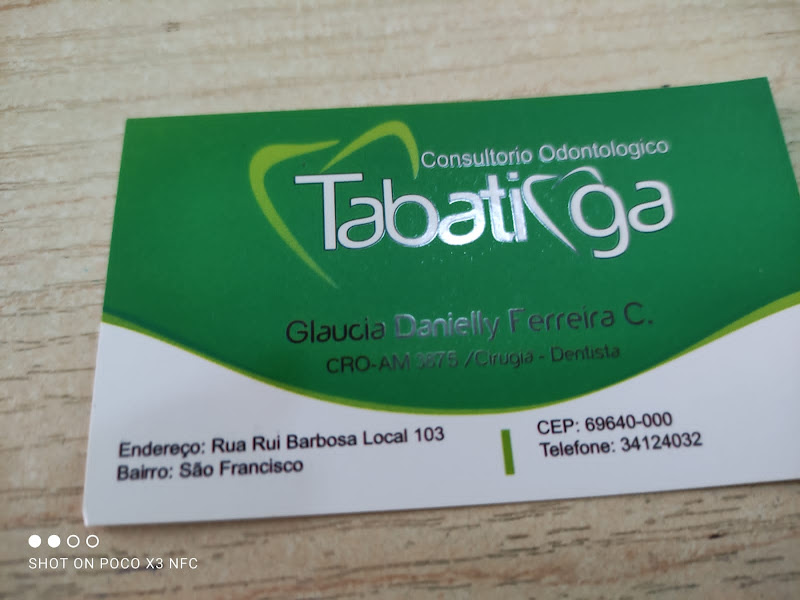 Consultorio Odontologico
Tabatinga
Glaucia Danielly Ferreira C.
CRO-AM 3875 /Cirugiá - Dentista
Endereço: Rua Rui Barbosa Local 103
Bairro: São Francisco
CEP: 69640-000
Telefone: 34124032
SHOT ON POCO X3 NFC